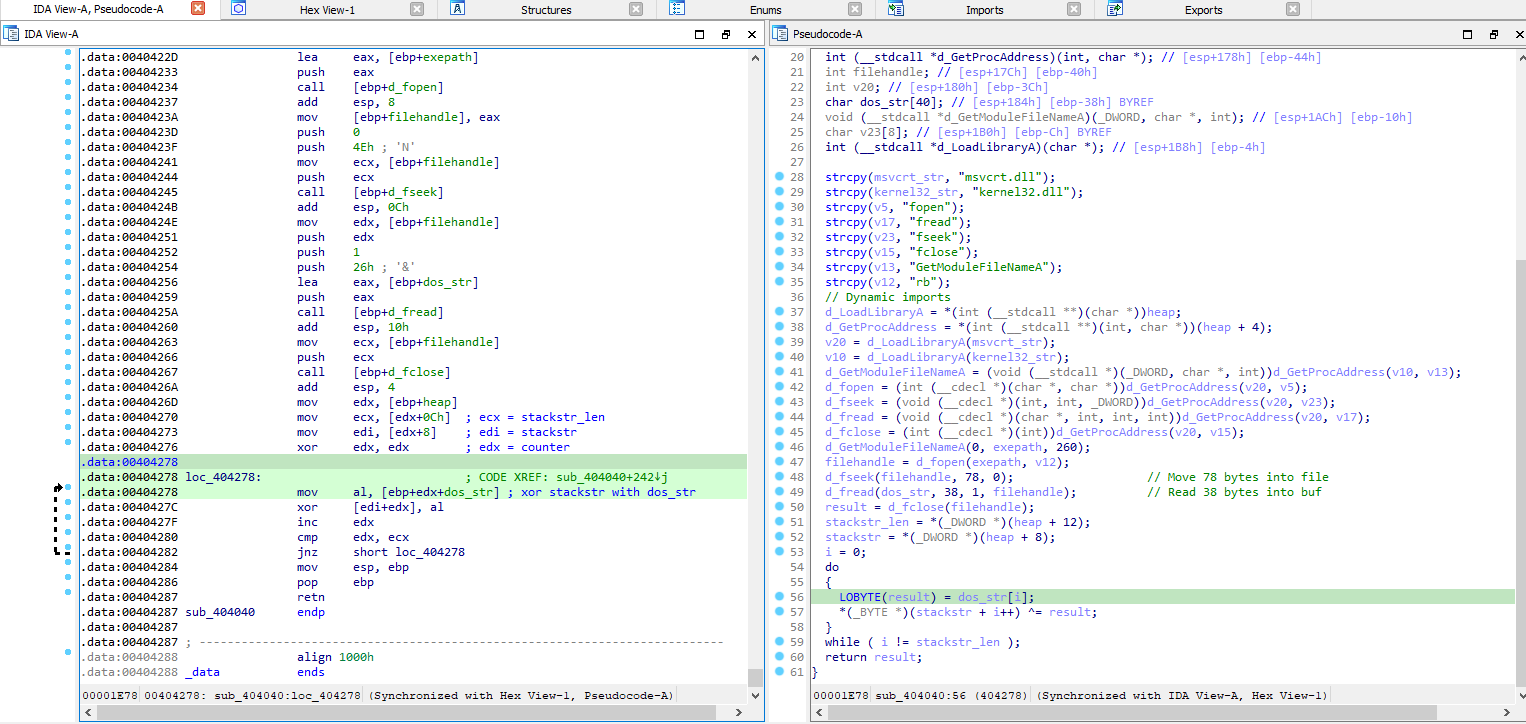 IDA View-A, Pseudocode-A
Hex View-1
Structures
Enums
Imports
Exports
IDA View-A
.data:0040422D lea eax, [ebp+exepath]
.data:00404233 push eax
.data:00404234 call [ebp+d_fopen]
.data:00404237 add esp, 8
.data:0040423A mov [ebp+filehandle], eax
.data:0040423D push 0
.data:0040423F push 4Eh ; 'N'
.data:00404241 mov ecx, [ebp+filehandle]
.data:00404244 push ecx
.data:00404245 call [ebp+d_fseek]
.data:0040424B add esp, 0Ch
.data:0040424E mov edx, [ebp+filehandle]
.data:00404251 push edx
.data:00404252 push 1
.data:00404254 push 26h ; '&'
.data:00404256 lea eax, [ebp+dos_str]
.data:00404259 push eax
.data:0040425A call [ebp+d_fread]
.data:00404260 add esp, 10h
.data:00404263 mov ecx, [ebp+filehandle]
.data:00404266 push ecx
.data:00404267 call [ebp+d_fclose]
.data:0040426A add esp, 4
.data:0040426D mov edx, [ebp+heap]
.data:00404270 mov ecx, [edx+0Ch] ; ecx = stackstr_len
.data:00404273 mov edi, [edx+8] ; edi = stackstr
.data:00404276 xor edx, edx ; edx = counter
.data:00404278
.data:00404278 loc_404278: ; CODE XREF: sub_404040+242↓j
.data:00404278 mov al, [ebp+edx+dos_str] ; xor stackstr with dos_str
.data:0040427C xor [edi+edx], al
.data:0040427F inc edx
.data:00404280 cmp edx, ecx
.data:00404282 jnz short loc_404278
.data:00404284 mov esp, ebp
.data:00404286 pop ebp
.data:00404287 retn
.data:00404287 sub_404040 endp
.data:00404287
.data:00404287 ; ---------------------------------------------------------------------------
.data:00404288 align 1000h
.data:00404288 _data ends
00001E78 00404278: sub_404040:loc_404278 (Synchronized with Hex View-1, Pseudocode-A)
Pseudocode-A
20 int (__stdcall *d_GetProcAddress)(int, char *); // [esp+178h] [ebp-44h]
21 int filehandle; // [esp+17Ch] [ebp-40h]
22 int v20; // [esp+180h] [ebp-3Ch]
23 char dos_str[40]; // [esp+184h] [ebp-38h] BYREF
24 void (__stdcall *d_GetModuleFileNameA)(_DWORD, char *, int); // [esp+1ACh] [ebp-10h]
25 char v23[8]; // [esp+1B0h] [ebp-Ch] BYREF
26 int (__stdcall *d_LoadLibraryA)(char *); // [esp+1B8h] [ebp-4h]
27
28 strcpy(msvcrt_str, "msvcrt.dll");
29 strcpy(kernel32_str, "kernel32.dll");
30 strcpy(v5, "fopen");
31 strcpy(v17, "fread");
32 strcpy(v23, "fseek");
33 strcpy(v15, "fclose");
34 strcpy(v13, "GetModuleFileNameA");
35 strcpy(v12, "rb");
36 // Dynamic imports
37 d_LoadLibraryA = *(int (__stdcall **)(char *))heap;
38 d_GetProcAddress = *(int (__stdcall **)(int, char *))(heap + 4);
39 v20 = d_LoadLibraryA(msvcrt_str);
40 v10 = d_LoadLibraryA(kernel32_str);
41 d_GetModuleFileNameA = (void (__stdcall *)(_DWORD, char *, int))d_GetProcAddress(v10, v13);
42 d_fopen = (int (__cdecl *)(char *, char *))d_GetProcAddress(v20, v5);
43 d_fseek = (void (__cdecl *)(int, int, _DWORD))d_GetProcAddress(v20, v23);
44 d_fread = (void (__cdecl *)(char *, int, int, int))d_GetProcAddress(v20, v17);
45 d_fclose = (int (__cdecl *)(int))d_GetProcAddress(v20, v15);
46 d_GetModuleFileNameA(0, exepath, 260);
47 filehandle = d_fopen(exepath, v12);
48 d_fseek(filehandle, 78, 0); // Move 78 bytes into file
49 d_fread(dos_str, 38, 1, filehandle); // Read 38 bytes into buf
50 result = d_fclose(filehandle);
51 stackstr_len = *(_DWORD *)(heap + 12);
52 stackstr = *(_DWORD *)(heap + 8);
53 i = 0;
54 do
55 {
56 LOBYTE(result) = dos_str[i];
57 *(_BYTE *)(stackstr + i++) ^= result;
58 }
59 while ( i != stackstr_len );
60 return result;
61 }
00001E78 sub_404040:56 (404278) (Synchronized with IDA View-A, Hex View-1)